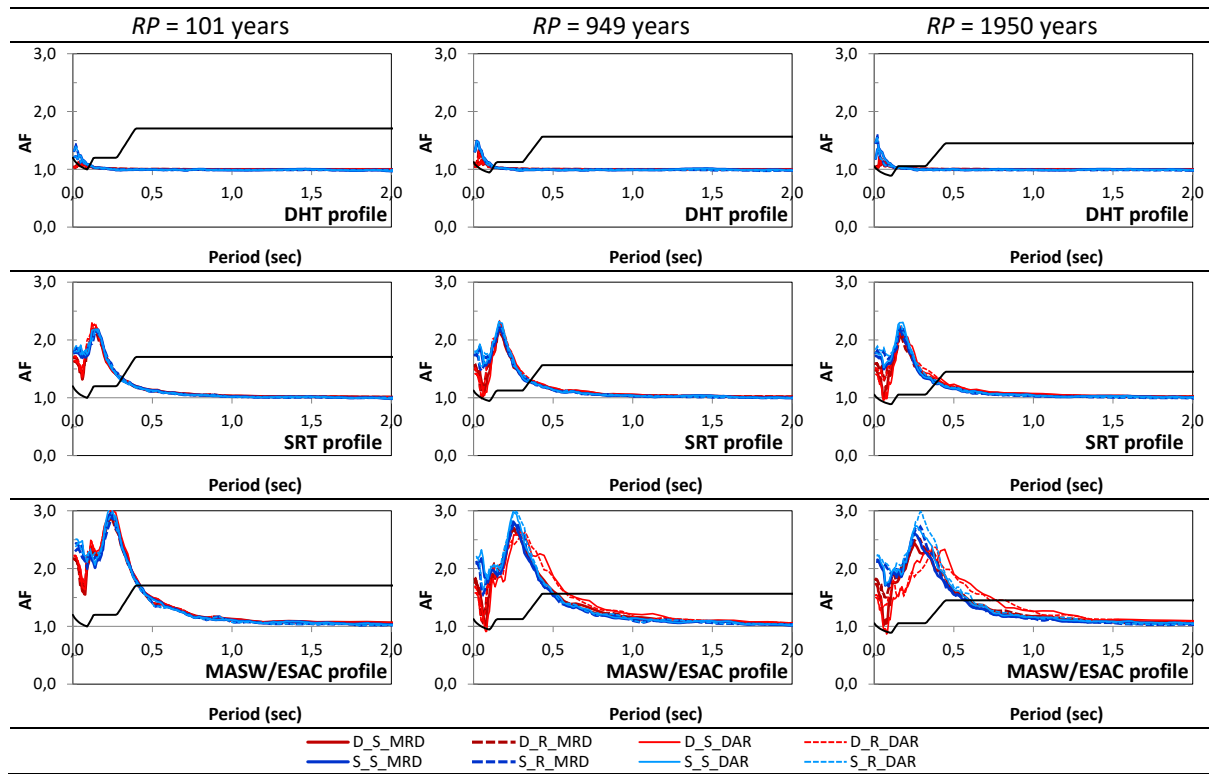 RP = 101 years RP = 949 years RP = 1950 years
3,0 3,0 3,0
2,0 2,0 2,0
AF AF AF
1,0 1,0 1,0
0,0 0,5 1,0 1,5 2,0 0,0 0,5 1,0 1,5 2,0 0,0 0,5 1,0 1,5 2,0
DHT profile DHT profile DHT profile
0,0 0,0 0,0
Period (sec) Period (sec) Period (sec)
3,0 3,0 3,0
2,0 2,0 2,0
AF AF AF
1,0 1,0 1,0
0,0 0,5 1,0 1,5 2,0 0,0 0,5 1,0 1,5 2,0 0,0 0,5 1,0 1,5 2,0
SRT profile SRT profile SRT profile
0,0 0,0 0,0
Period (sec) Period (sec) Period (sec)
3,0 3,0 3,0
2,0 2,0 2,0
AF AF AF
1,0 1,0 1,0
0,0 0,5 1,0 1,5 2,0 0,0 0,5 1,0 1,5 2,0 0,0 0,5 1,0 1,5 2,0
MASW/ESAC profile MASW/ESAC profile MASW/ESAC profile
0,0 0,0 0,0
Period (sec) Period (sec) Period (sec)
D_S_MRD D_R_MRD D_S_DAR D_R_DAR
S_S_MRD S_R_MRD S_S_DAR S_R_DAR